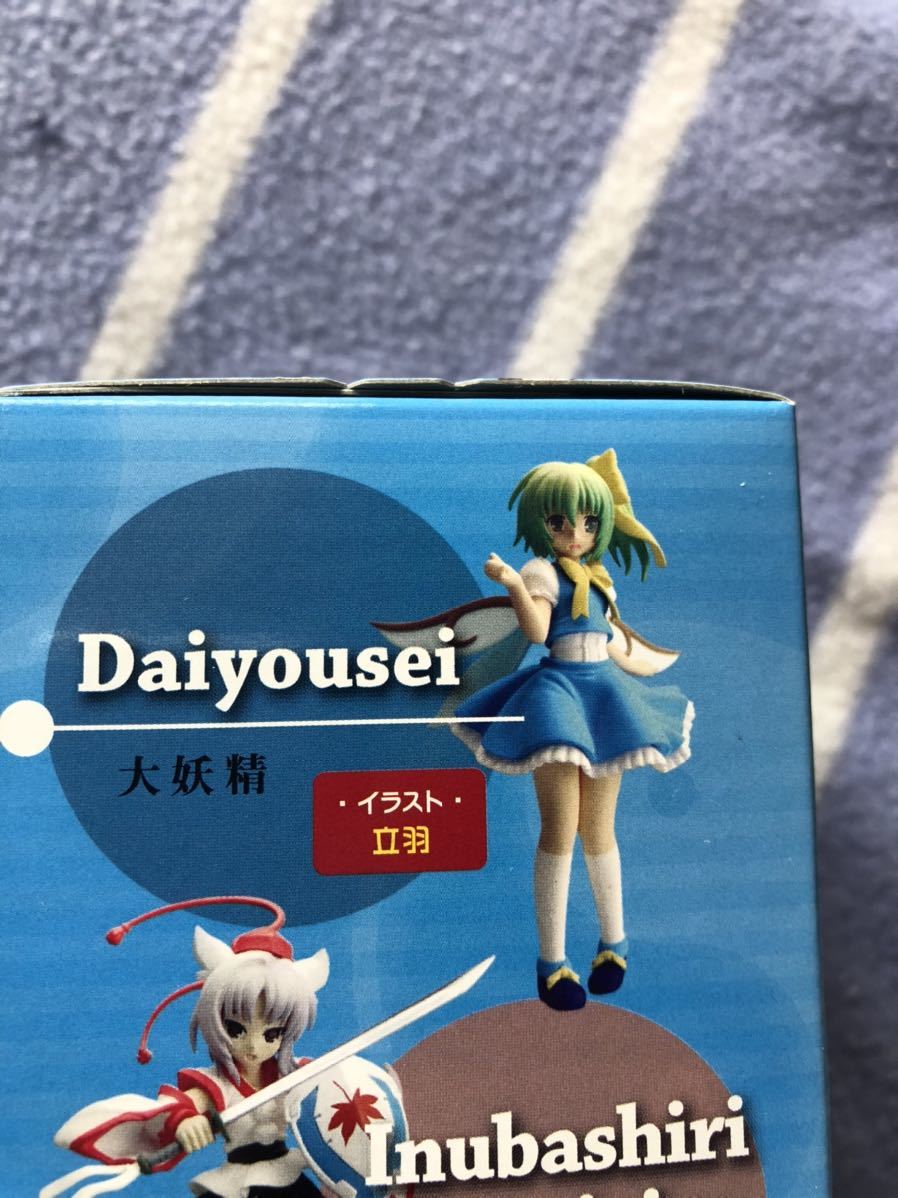 Daiyousei
大妖精
・イラスト・
立羽
Inubashiri